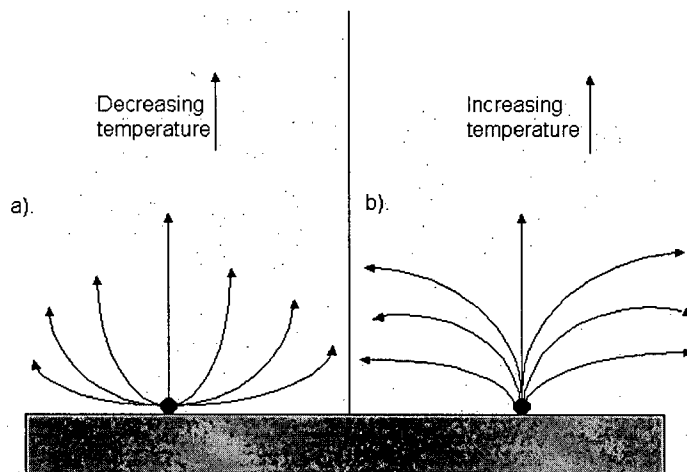 Decreasing
temperature
Increasing
temperature
a).
b).